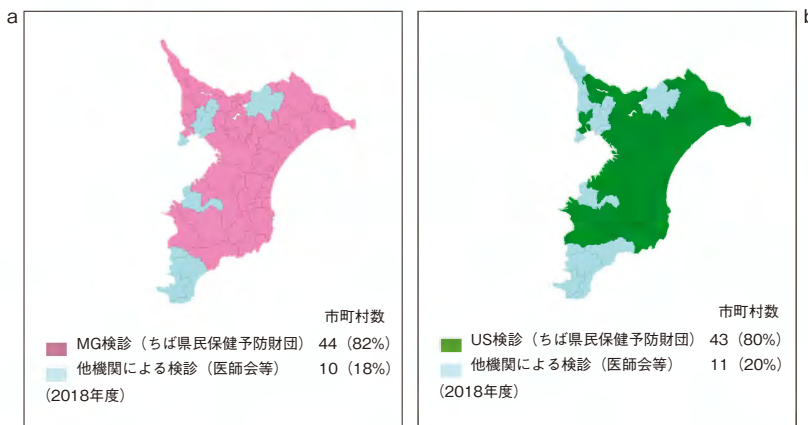 a
市町村数
MG検診（ちば県民保健予防財団） 44（82%）
他機関による検診（医師会等） 10（18%）
（2018年度）
b
市町村数
US検診（ちば県民保健予防財団） 43（80%）
他機関による検診（医師会等） 11（20%）
（2018年度）